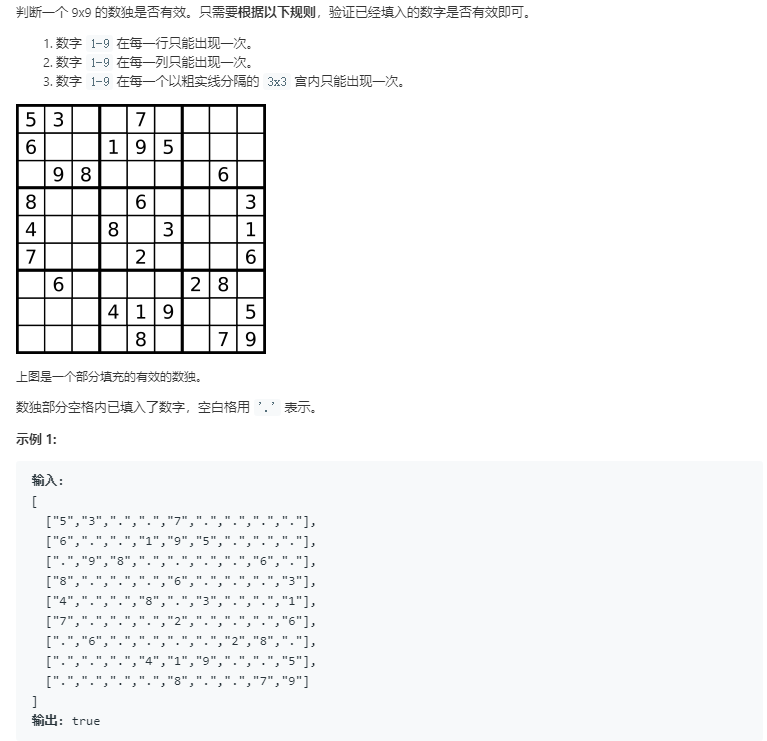 判断一个 9x9 的数独是否有效。只需要根据以下规则，验证已经填入的数字是否有效即可。
1. 数字 1-9 在每一行只能出现一次。
2. 数字 1-9 在每一列只能出现一次。
3. 数字 1-9 在每一个以粗实线分隔的 3x3 宫内只能出现一次。
5 3 7
6 1 9 5
9 8 6
8 6 3
4 8 3 1
7 2 6
6 2 8
4 1 9 5
8 7 9
上图是一个部分填充的有效的数独。
数独部分空格内已填入了数字，空白格用 '.' 表示。
示例 1:
输入:
[
["5","3",".",".","7",".",".",".","."],
["6",".",".","1","9","5",".",".","."],
[".","9","8",".",".",".",".","6","."],
["8",".",".",".","6",".",".",".","3"],
["4",".",".","8",".","3",".",".","1"],
["7",".",".",".","2",".",".",".","6"],
[".","6",".",".",".",".","2","8","."],
[".",".",".","4","1","9",".",".","5"],
[".",".",".",".","8",".",".","7","9"]
]
输出: true